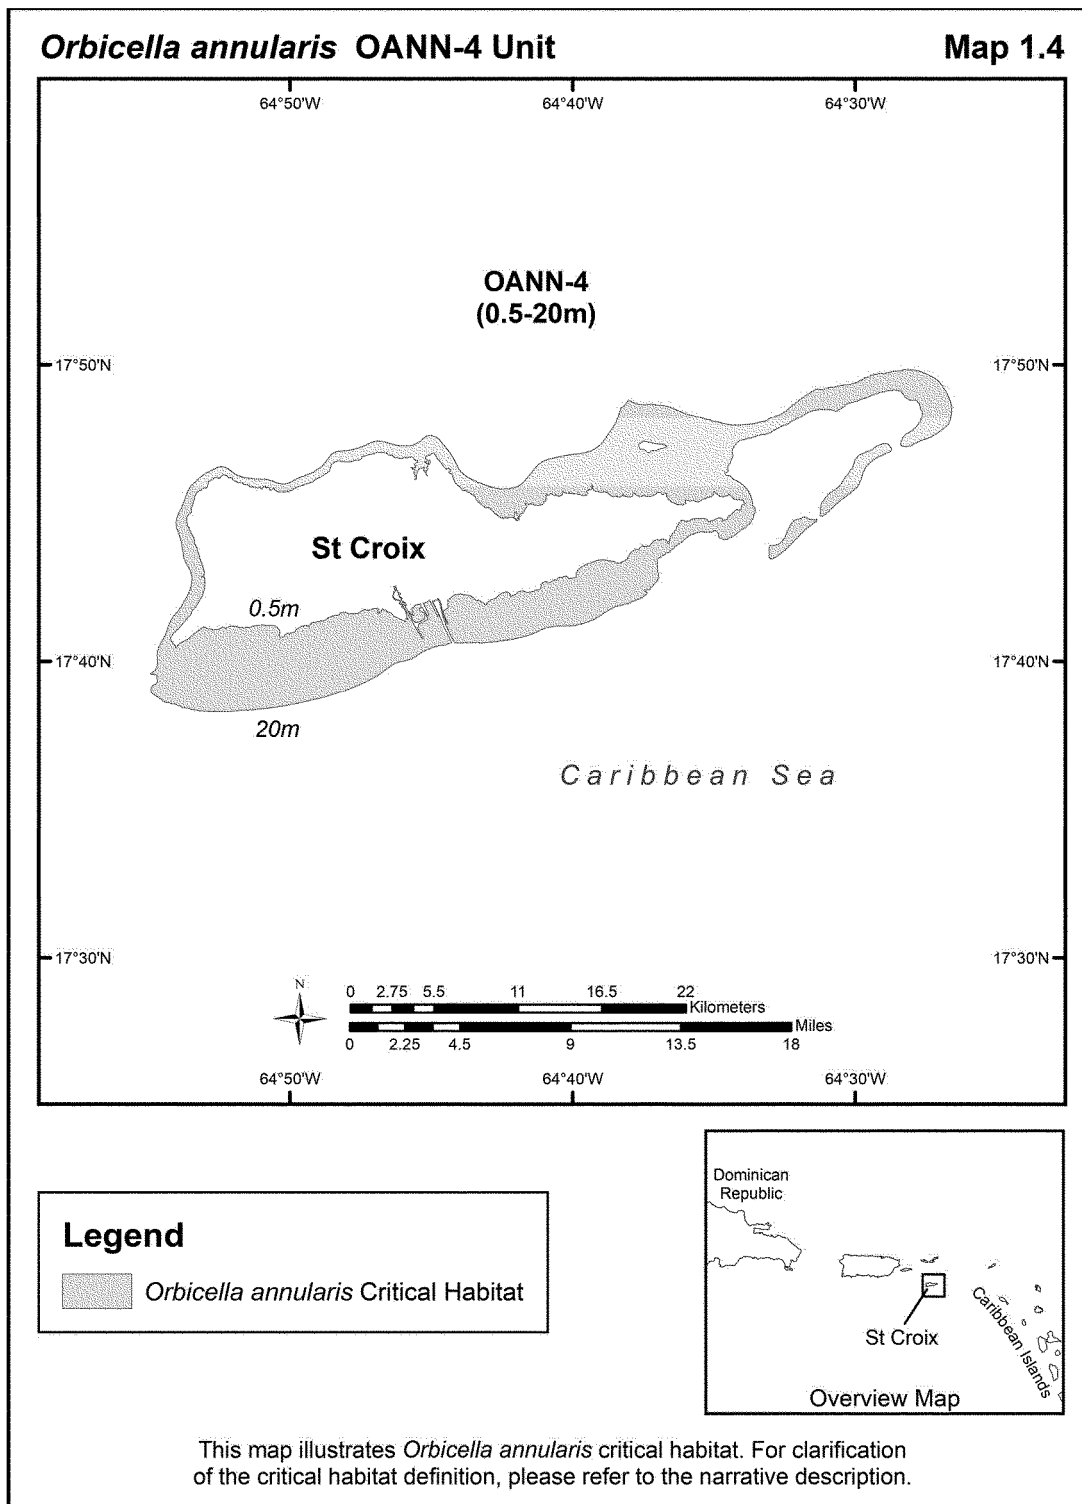 Orbicella annularis OANN-4 Unit
Map 1.4
64°50'W
64°40'W
64°30'W
OANN-4
(0.5-20m)
17°50'N
17°50'N
St Croix
0.5m
17°40'N
17°40'N
20m
Caribbean Sea
17°30'N
17°30'N
N
0 2.75 5.5 11 16.5 22
Kilometers
Miles
0 2.25 4.5 9 13.5 18
64°50'W
64°40'W
64°30'W
Legend
Orbicella annularis Critical Habitat
Dominican
Republic
St Croix
Caribbean Islands
Overview Map
This map illustrates Orbicella annularis critical habitat. For clarification
of the critical habitat definition, please refer to the narrative description.